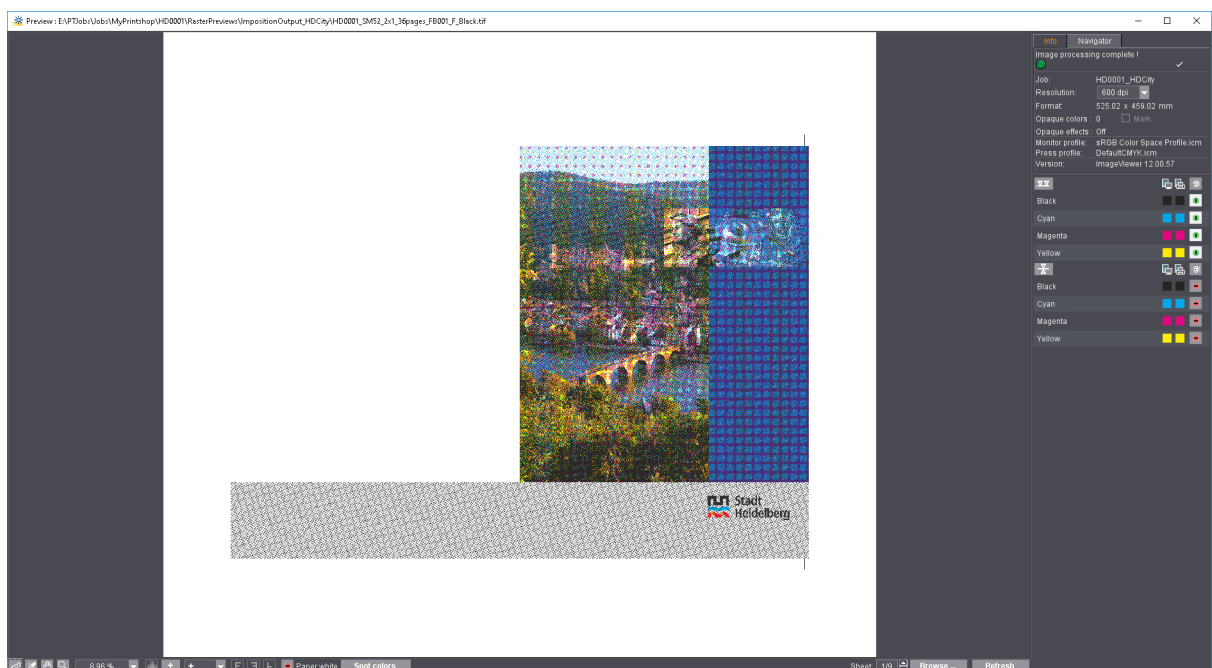 Preview : E:\PTJobs\Jobs\MyPrintshop\HD0001\RasterPreviews\ImpositionOutput_HDCity\HD0001_SM52_2x1_36pages_FB001_F_Black.tif
Info Navigator
Image processing complete !
Job: HD0001_HDCity
Resolution: 600 dpi
Format: 525.02 x 459.02 mm
Opaque colors : 0 Mark
Opaque effects : Off
Monitor profile: sRGB Color Space Profile.icm
Press profile: DefaultCMYK.icm
Version: ImageViewer 12.00.57
Black
Cyan
Magenta
Yellow
Black
Cyan
Magenta
Yellow
Stadt
Heidelberg
8.96 % Paper white Spot colors Sheet 1/9 Browse ... Refresh